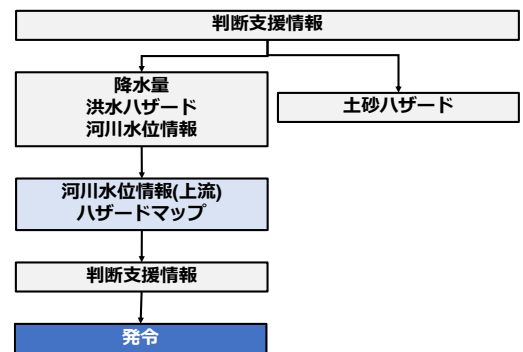 判断支援情報
降水量
洪水ハザード
河川水位情報
土砂ハザード
河川水位情報(上流)
ハザードマップ
判断支援情報
発令